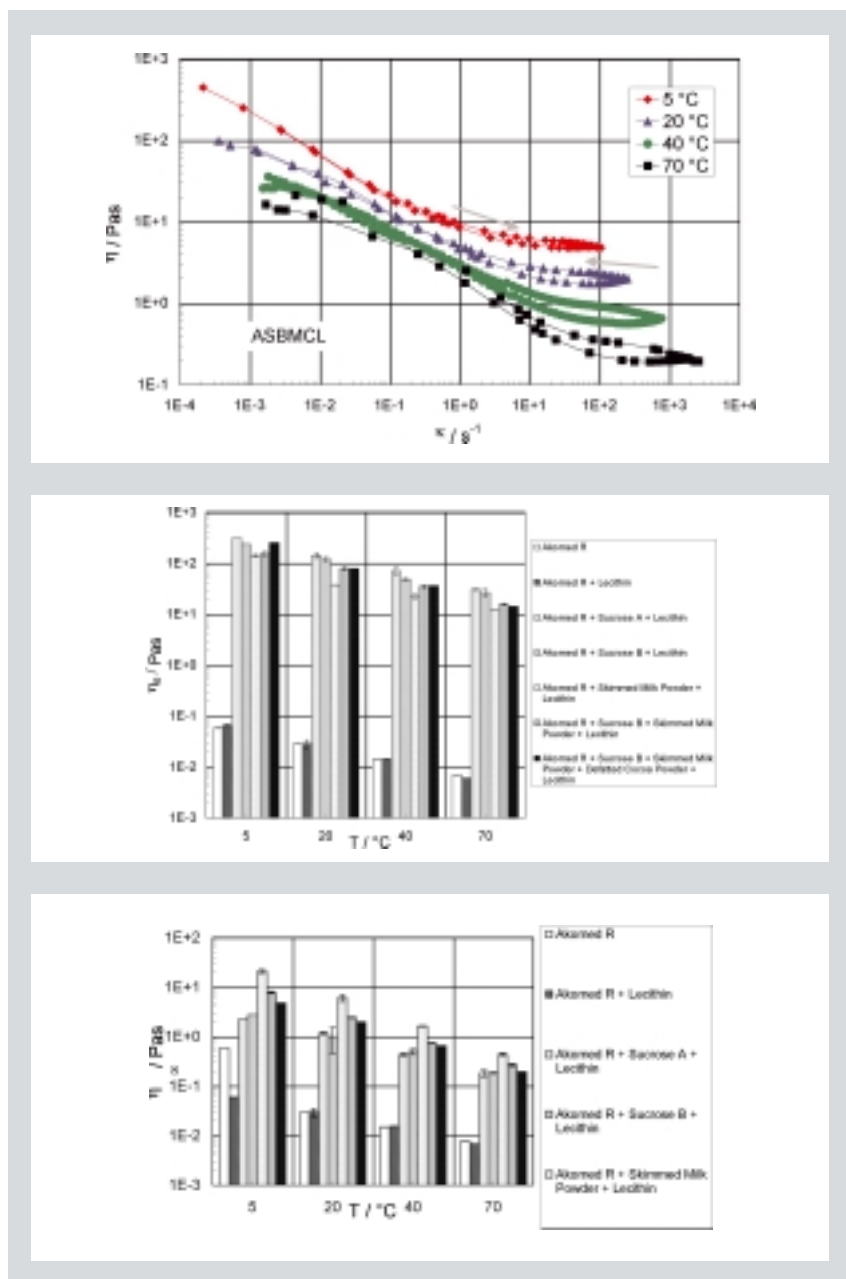 1E+3
1E+2
1E+1
1E+0
1E-1
η / Pas
5 °C
20 °C
40 °C
70 °C
ASBMCL
1E-4 1E-3 1E-2 1E-1 1E+0 1E+1 1E+2 1E+3 1E+4
/ s⁻¹
1E+3
1E+2
1E+1
1E+0
1E-1
1E-2
1E-3
η₀ / Pas
5 20 40 70
T / °C
Akomed R
Akomed R + Lecithin
Akomed R + Sucrose A + Lecithin
Akomed R + Sucrose B + Lecithin
Akomed R + Skimmed Milk Powder +
Lecithin
Akomed R + Sucrose B + Skimmed Milk
Powder + Lecithin
Akomed R + Sucrose B + Skimmed Milk
Powder + Defatted Cocoa Powder +
Lecithin
1E+2
1E+1
1E+0
1E-1
1E-2
1E-3
η∞ / Pas
5 20 40 70
T / °C
Akomed R
Akomed R + Lecithin
Akomed R + Sucrose A +
Lecithin
Akomed R + Sucrose B +
Lecithin
Akomed R + Skimmed Milk
Powder + Lecithin